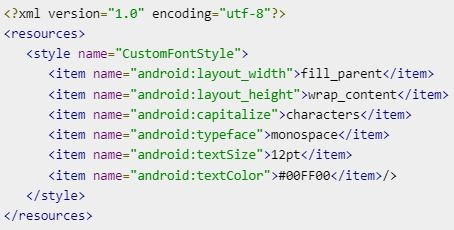 <?xml version="1.0" encoding="utf-8"?>
<resources>
<style name="CustomFontStyle">
<item name="android:layout_width">fill_parent</item>
<item name="android:layout_height">wrap_content</item>
<item name="android:capitalize">characters</item>
<item name="android:typeface">monospace</item>
<item name="android:textSize">12pt</item>
<item name="android:textColor">#00FF00</item>/>
</style>
</resources>